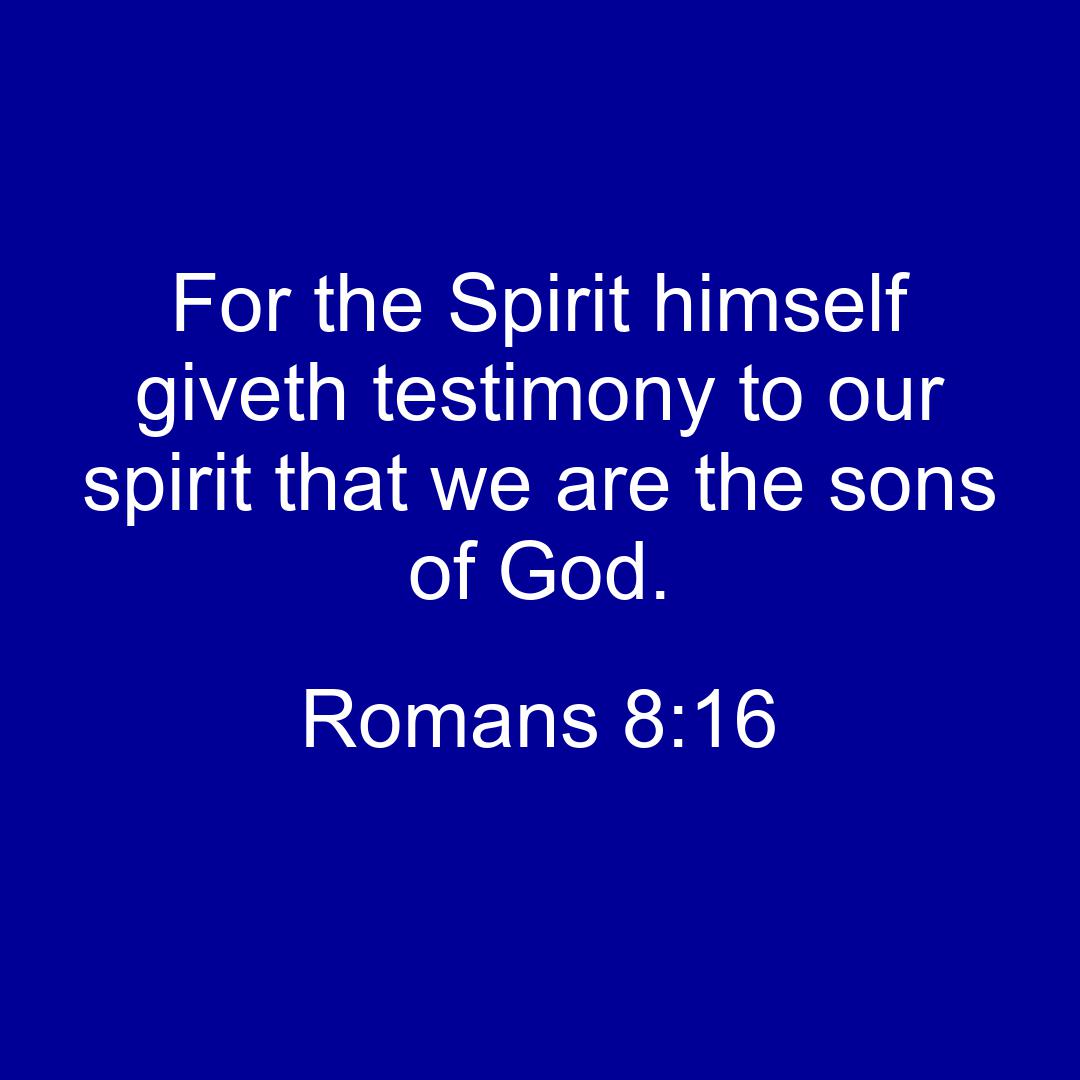 For the Spirit himself
giveth testimony to our
spirit that we are the sons
of God.
Romans 8:16